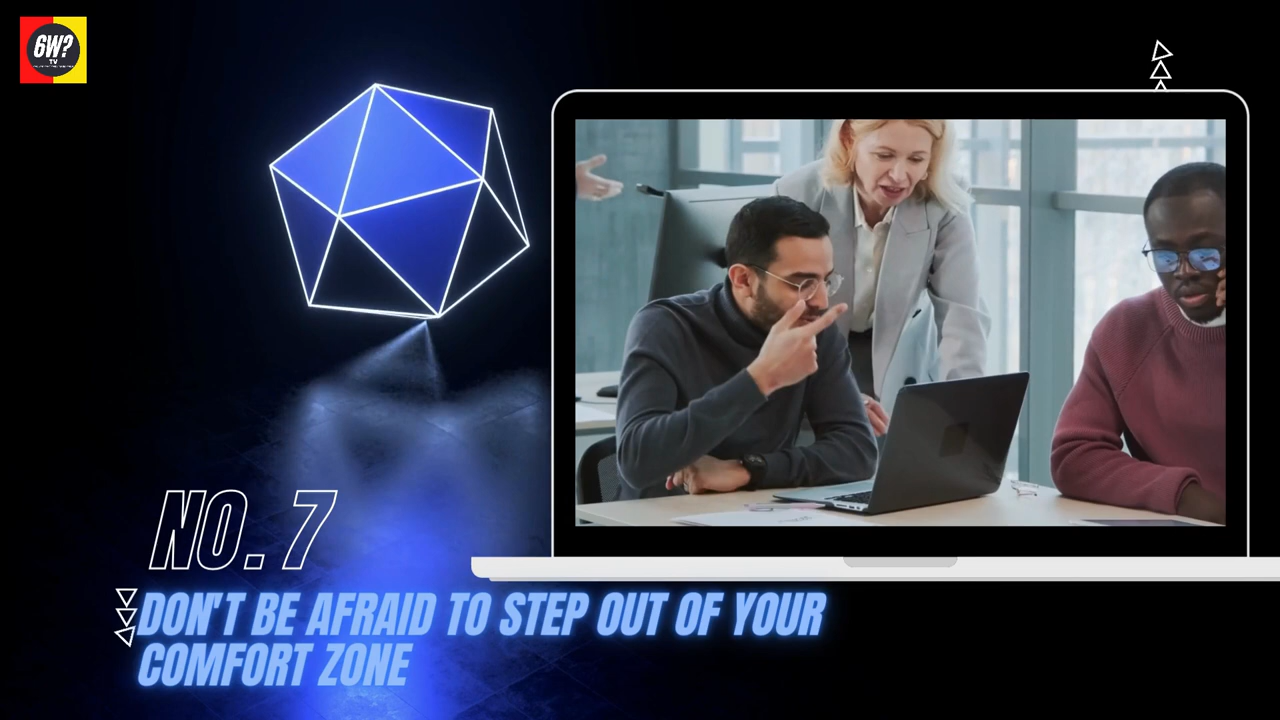 6W?
TV
NO. 7
DON'T BE AFRAID TO STEP OUT OF YOUR
COMFORT ZONE